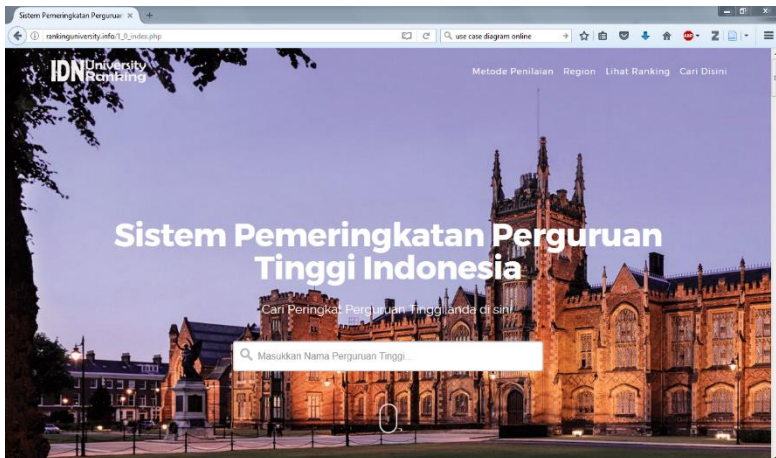 Sistem Pemeringkatan Perguruan
rankinguniversity.info/1_0_index.php
use case diagram online
IDN University
Ranking
Metode Penilaian Region Lihat Ranking Cari Disini
Sistem Pemeringkatan Perguruan
Tinggi Indonesia
Cari Peringkat Perguruan Tinggi anda di sini
Masukkan Nama Perguruan Tinggi...